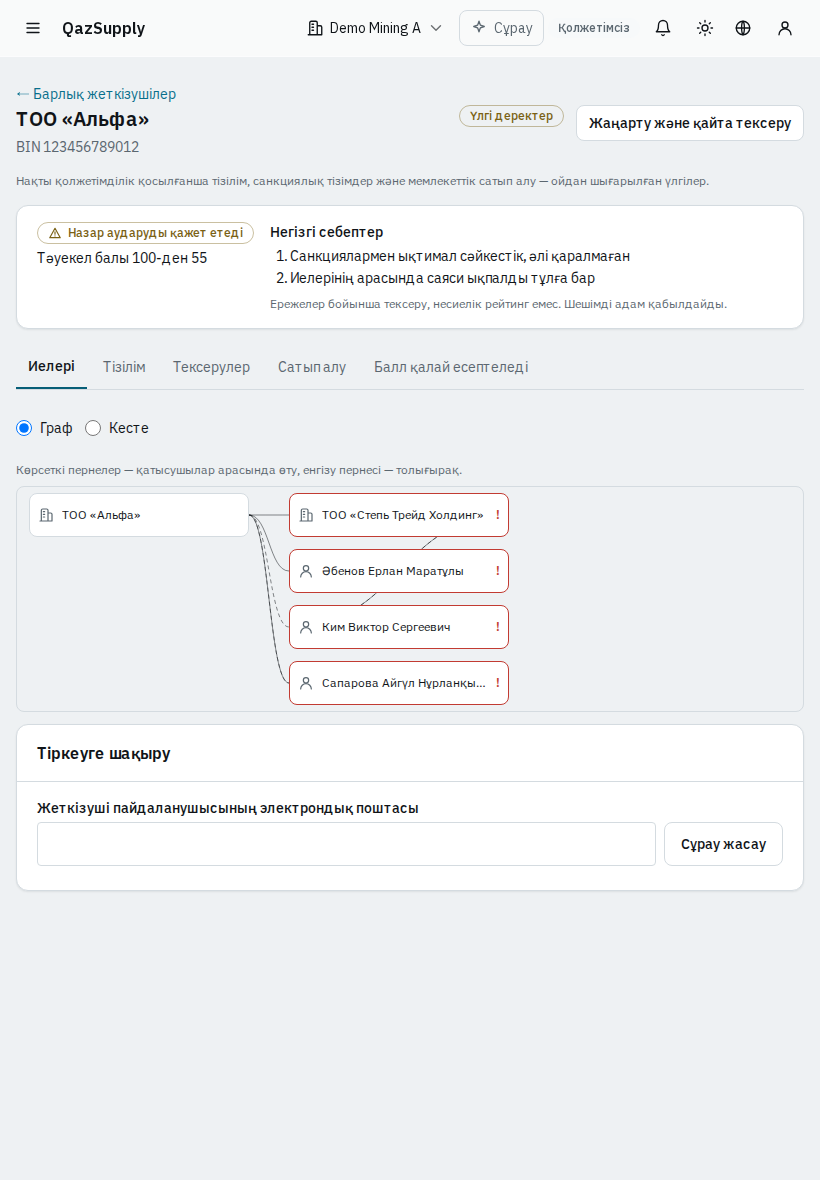 QazSupply
Demo Mining A
Сұрау
Қолжетімсіз
← Барлық жеткізушілер
ТОО «Альфа»
BIN 123456789012
Үлгі деректер
Жаңарту және қайта тексеру
Нақты қолжетімділік қосылғанша тізілім, санкциялық тізімдер және мемлекеттік сатып алу — ойдан шығарылған үлгілер.
Назар аударуды қажет етеді
Тәуекел балы 100-ден 55
Негізгі себептер
1. Санкциялармен ықтимал сәйкестік, әлі қаралмаған
2. Иелерінің арасында саяси ықпалды тұлға бар
Ережелер бойынша тексеру, несиелік рейтинг емес. Шешімді адам қабылдайды.
Иелері
Тізілім
Тексерулер
Сатып алу
Балл қалай есептеледі
Граф
Кесте
Көрсеткі пернелер — қатысушылар арасында өту, енгізу пернесі — толығырақ.
ТОО «Альфа»
ТОО «Степь Трейд Холдинг» !
Әбенов Ерлан Маратұлы !
Ким Виктор Сергеевич !
Сапарова Айгүл Нұрланқы... !
Тіркеуге шақыру
Жеткізуші пайдаланушысының электрондық поштасы
Сұрау жасау